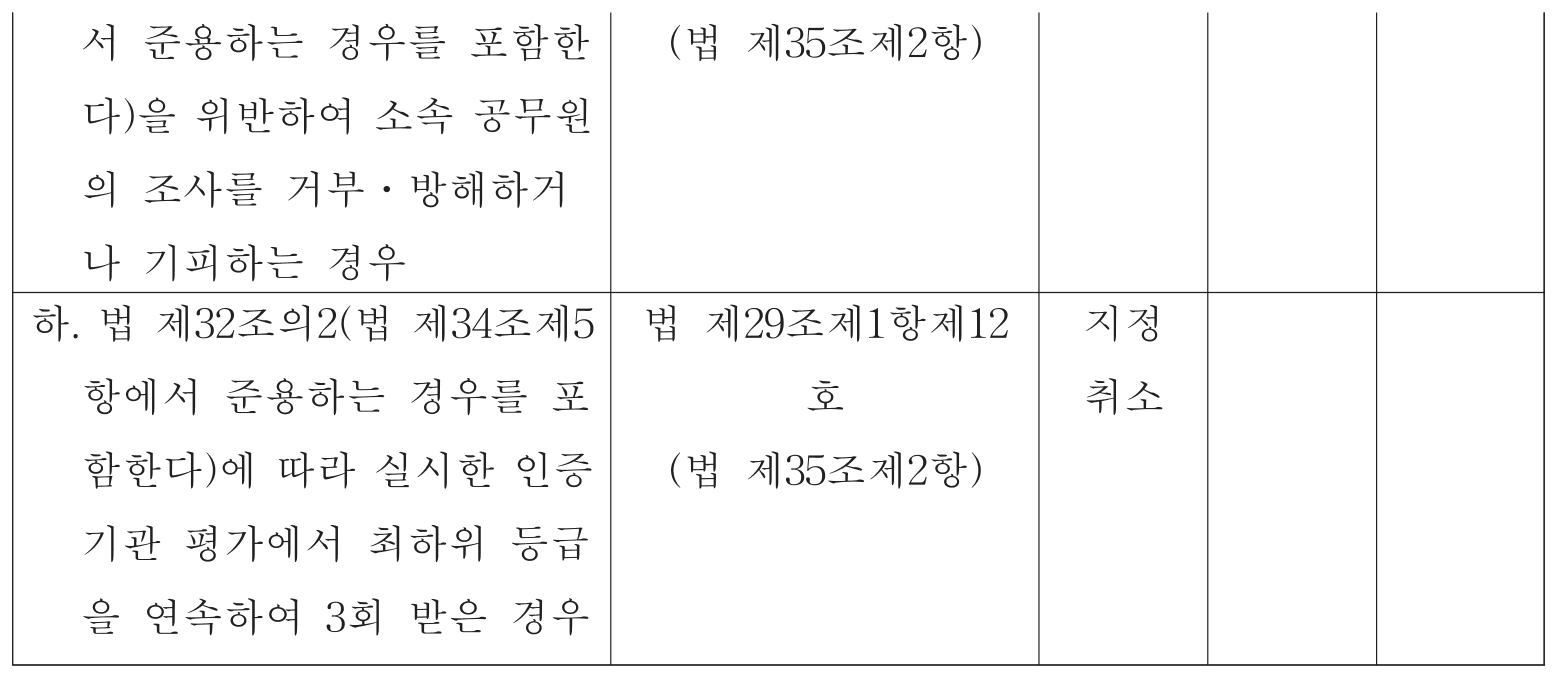 서 준용하는 경우를 포함한
다)을 위반하여 소속 공무원
의 조사를 거부·방해하거
나 기피하는 경우
(법 제35조제2항)
하. 법 제32조의2(법 제34조제5
항에서 준용하는 경우를 포
함한다)에 따라 실시한 인증
기관 평가에서 최하위 등급
을 연속하여 3회 받은 경우
법 제29조제1항제12
호
(법 제35조제2항)
지정
취소